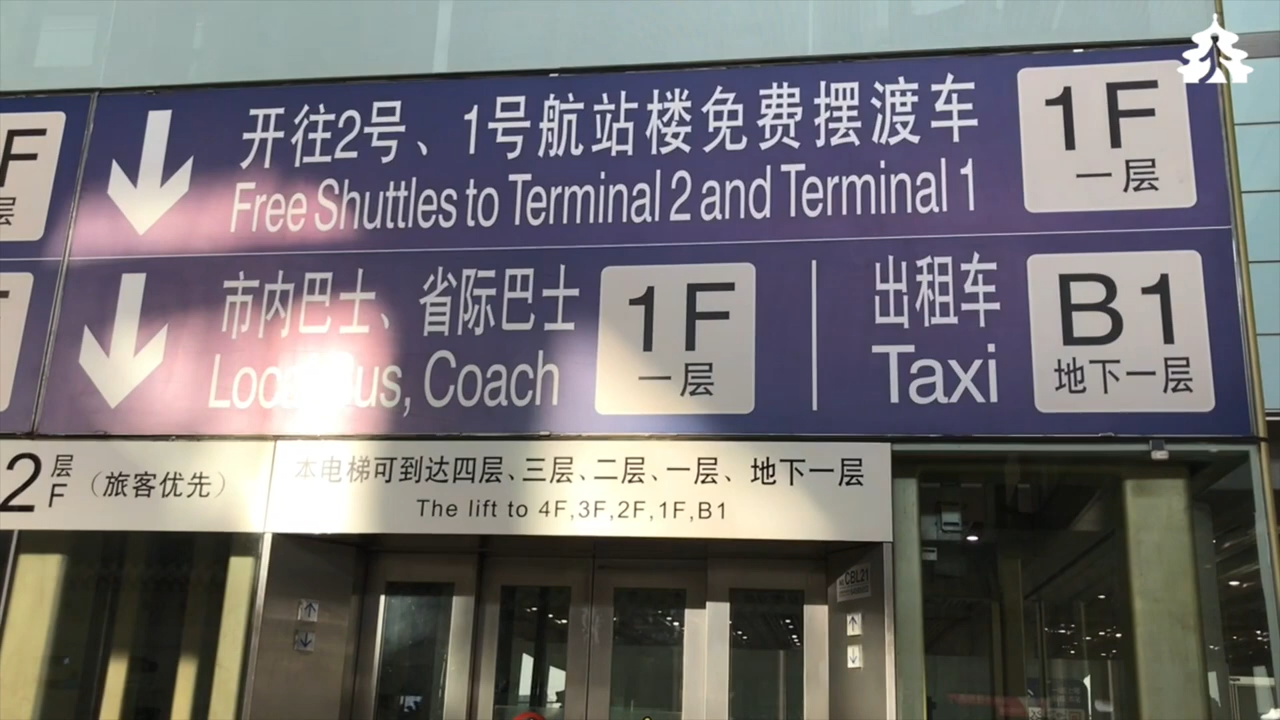 开往2号、1号航站楼免费摆渡车
Free Shuttles to Terminal 2 and Terminal 1
1F
一层
市内巴士、省际巴士
Coach
1F
一层
出租车
Taxi
B1
地下一层
F
层
2层
F
（旅客优先）
本电梯可到达四层、三层、二层、一层、地下一层
The lift to 4F,3F,2F,1F,B1
CBL21